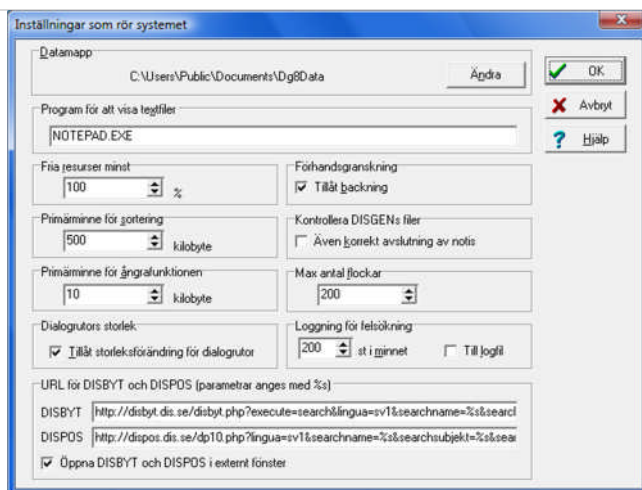 Inställningar som rör systemet
Datamapp
C:\Users\Public\Documents\Dg8Data
Ändra
OK
Avbryt
Hjälp
Program för att visa textfiler
NOTEPAD.EXE
Fria resurser minst
100 %
Förhandsgranskning
Tillåt backning
Primärminne för sortering
500 kilobyte
Kontrollera DISGENs filer
Även korrekt avslutning av notis
Primärminne för ångrafunktionen
10 kilobyte
Max antal flockar
200
Dialogrutors storlek
Tillåt storleksförändring för dialogrutor
Loggning för felsökning
200 st i minnet Till logfil
URL för DISBYT och DISPOS (parametrar anges med %s)
DISBYT http://disbyt.dis.se/disbyt.php?execute=search&lingua=sv1&searchname=%s&searcl
DISPOS http://dispos.dis.se/dp10.php?lingua=sv1&searchname=%s&searchsubjekt=%s&sear
Öppna DISBYT och DISPOS i externt fönster